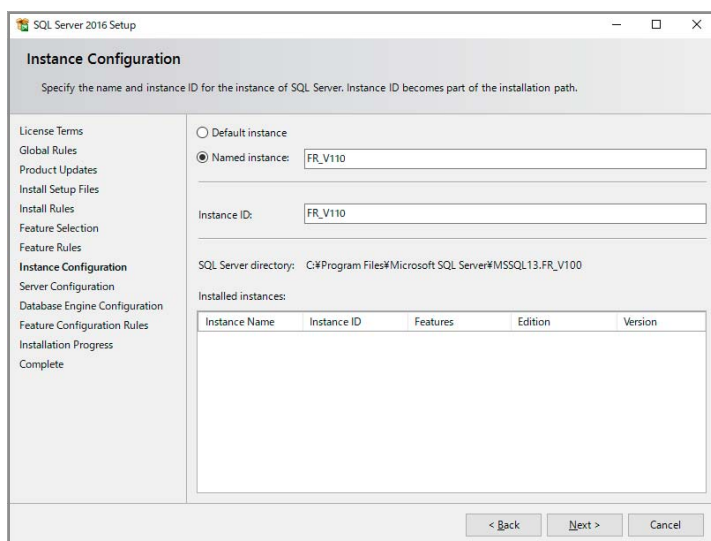 SQL Server 2016 Setup
Instance Configuration
Specify the name and instance ID for the instance of SQL Server. Instance ID becomes part of the installation path.
License Terms
Global Rules
Product Updates
Install Setup Files
Install Rules
Feature Selection
Feature Rules
Instance Configuration
Server Configuration
Database Engine Configuration
Feature Configuration Rules
Installation Progress
Complete
Default instance
Named instance: FR_V110
Instance ID: FR_V110
SQL Server directory: C:¥Program Files¥Microsoft SQL Server¥MSSQL13.FR_V100
Installed instances:
Instance Name Instance ID Features Edition Version
< Back Next > Cancel